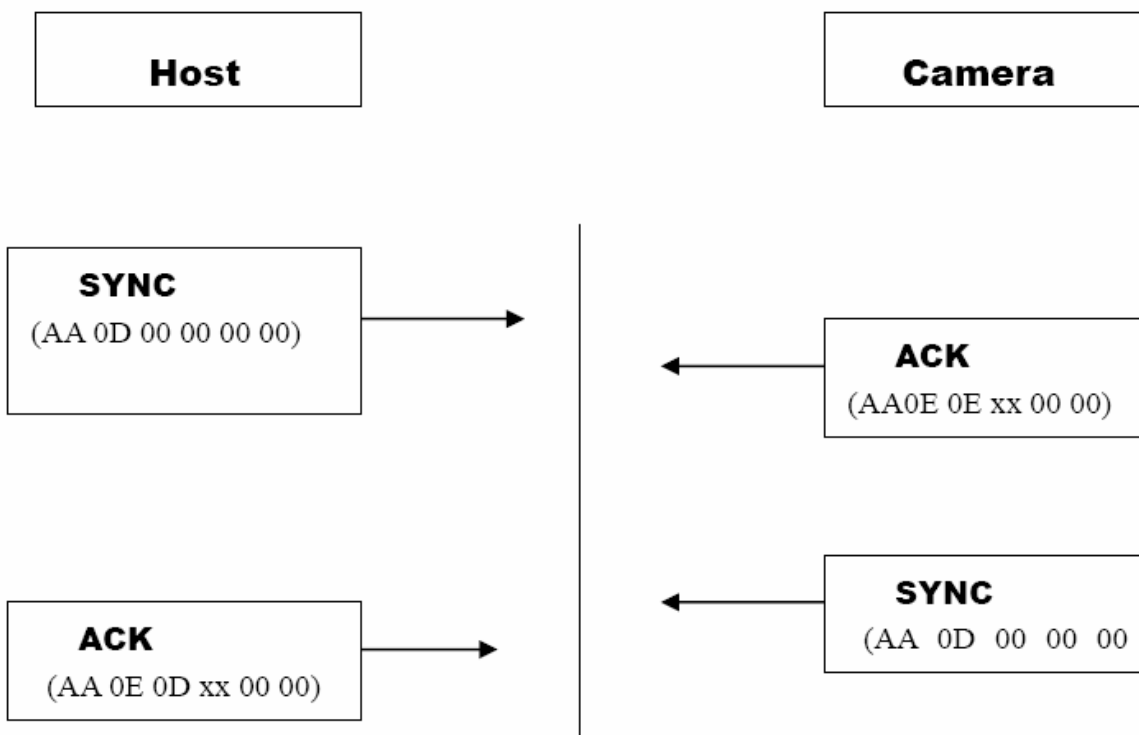 Host
Camera
SYNC
(AA 0D 00 00 00 00)
ACK
(AA0E 0E xx 00 00)
SYNC
(AA 0D 00 00 00
ACK
(AA 0E 0D xx 00 00)